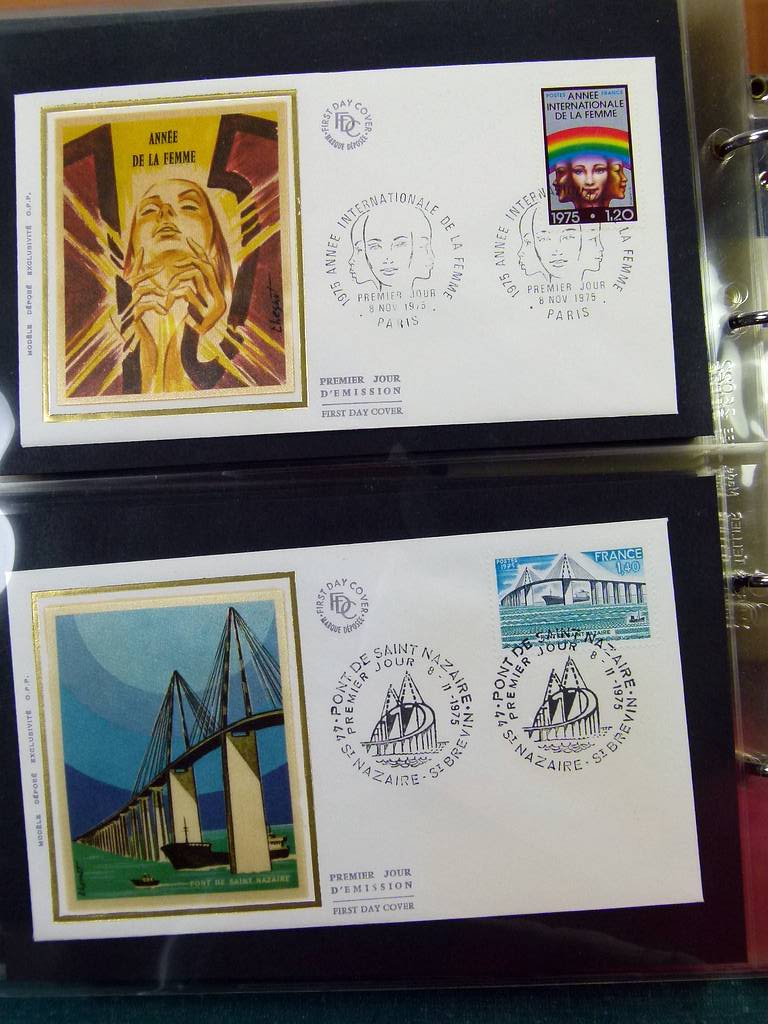 ANNÉE
DE LA FEMME
Chesnot
MODÈLE DÉPOSÉ EXCLUSIVITÉ O.P.P.
FIRST DAY COVER
FDC
MARQUE DÉPOSÉE
POSTES FRANCE
ANNEE
INTERNATIONALE
DE LA FEMME
1975 • 1.20
1975 ANNEE INTERNATIONALE DE LA FEMME
PREMIER JOUR
8 NOV 1975
· PARIS ·
1975 ANNEE INTERN LA FEMME
PREMIER JOUR
8 NOV 1975
· PARIS ·
PREMIER JOUR
D'EMISSION
FIRST DAY COVER
MODÈLE DÉPOSÉ EXCLUSIVITÉ O.P.P.
PONT DE SAINT NAZAIRE
FIRST DAY COVER
FDC
MARQUE DÉPOSÉE
POSTES
1975
FRANCE
1,40
PONT DE SAINT NAZAIRE
PREMIER JOUR 8-11-1975
44 ST NAZAIRE - ST BREVIN
PONT DE SAINT NAZAIRE
PREMIER JOUR 8-11-1975
44 ST NAZAIRE - ST BREVIN
PREMIER JOUR
D'EMISSION
FIRST DAY COVER